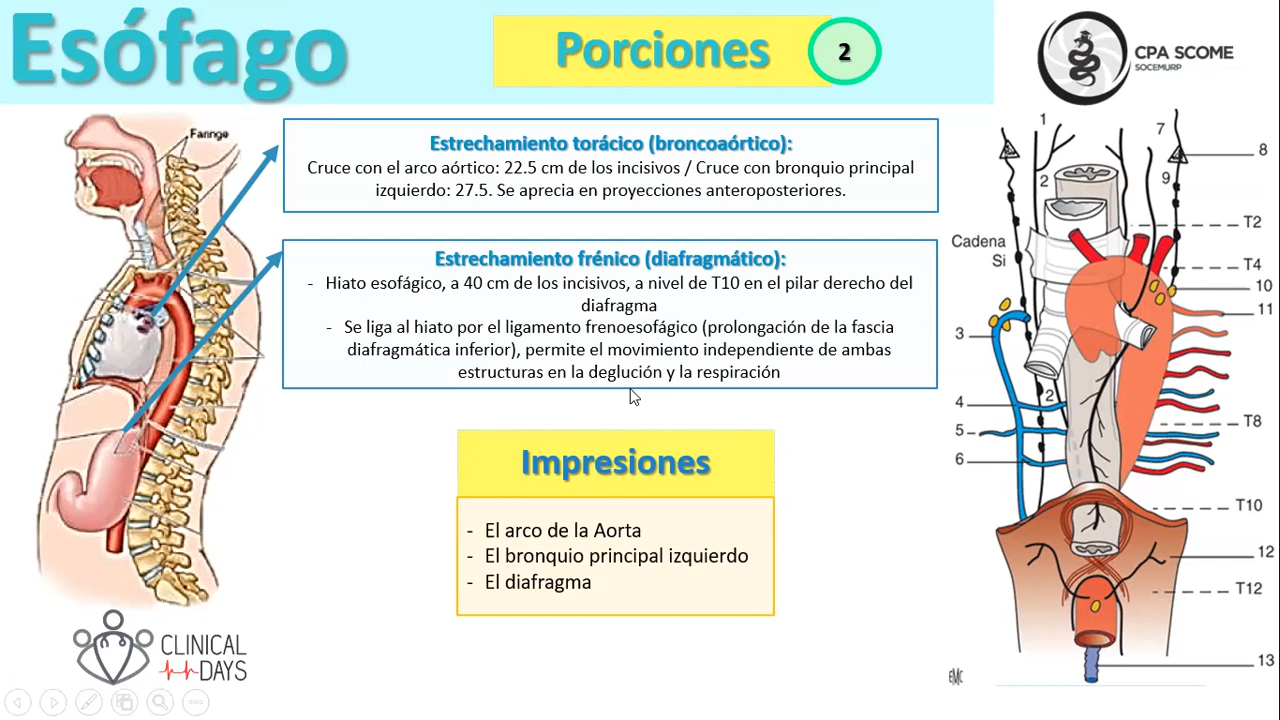 Esófago
Porciones
2
CPA SCOME
SOCEMURP
Faringe
Estrechamiento torácico (broncoaórtico):
Cruce con el arco aórtico: 22.5 cm de los incisivos / Cruce con bronquio principal
izquierdo: 27.5. Se aprecia en proyecciones anteroposteriores.
Estrechamiento frénico (diafragmático):
- Hiato esofágico, a 40 cm de los incisivos, a nivel de T10 en el pilar derecho del
diafragma
- Se liga al hiato por el ligamento frenoesofágico (prolongación de la fascia
diafragmática inferior), permite el movimiento independiente de ambas
estructuras en la deglución y la respiración
Impresiones
- El arco de la Aorta
- El bronquio principal izquierdo
- El diafragma
CLINICAL
DAYS
1
7
8
2
9
T2
Cadena
Si
T4
10
11
3
2
4
T8
5
6
T10
12
T12
13
EMC